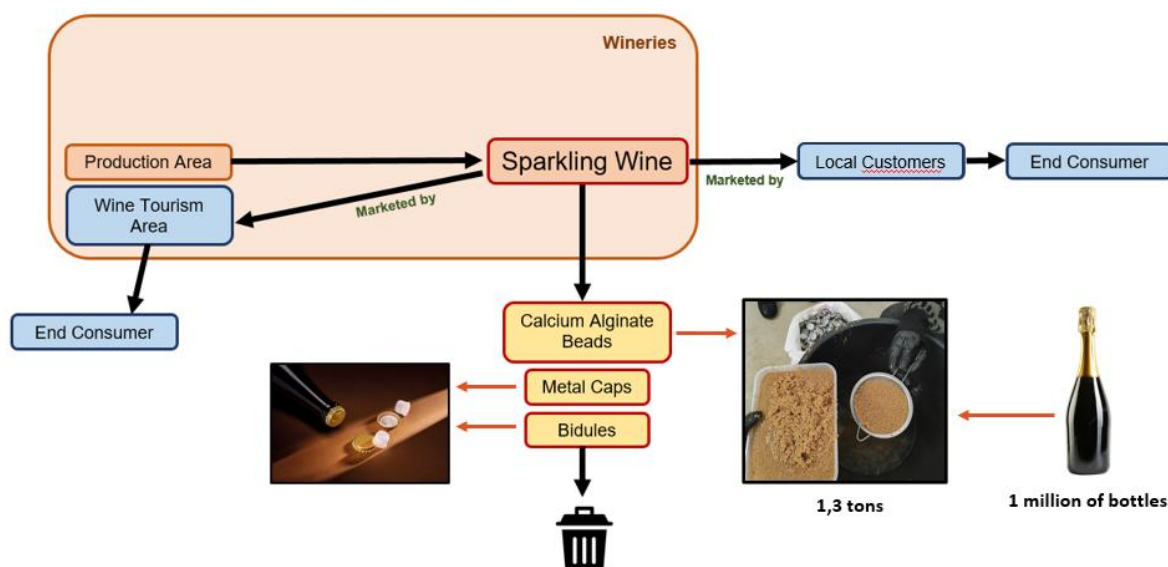 Wineries
Production Area
Sparkling Wine
Local Customers
End Consumer
Marketed by
Marketed by
Wine Tourism
Area
End Consumer
Calcium Alginate
Beads
Metal Caps
Bidules
1,3 tons
1 million of bottles